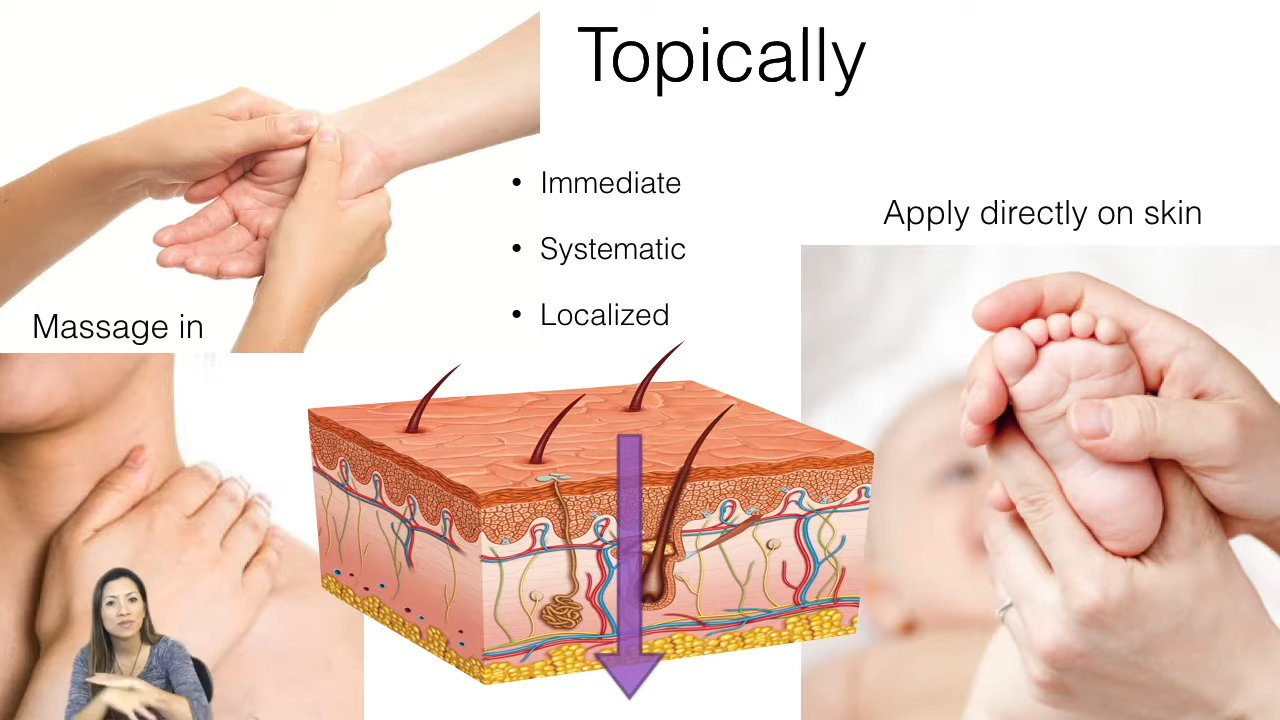 Topically
• Immediate
• Systematic
• Localized
Apply directly on skin
Massage in